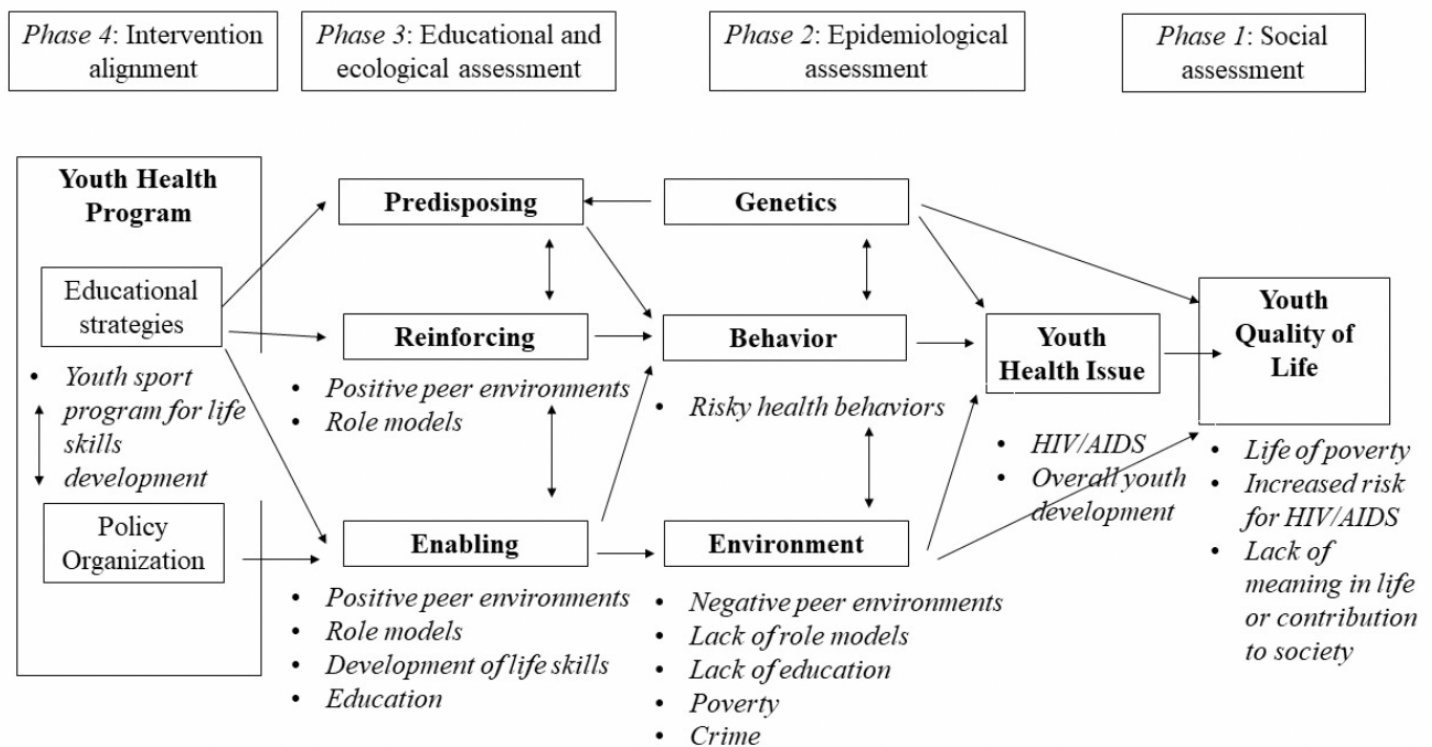 Phase 4: Intervention
alignment
Phase 3: Educational and
ecological assessment
Phase 2: Epidemiological
assessment
Phase 1: Social
assessment
Youth Health
Program
Educational
strategies
• Youth sport
program for life
skills
development
Policy
Organization
Predisposing
Reinforcing
• Positive peer environments
• Role models
Enabling
• Positive peer environments
• Role models
• Development of life skills
• Education
Genetics
Behavior
• Risky health behaviors
Environment
• Negative peer environments
• Lack of role models
• Lack of education
• Poverty
• Crime
Youth
Health Issue
• HIV/AIDS
• Overall youth
development
Youth
Quality of
Life
• Life of poverty
• Increased risk
for HIV/AIDS
• Lack of
meaning in life
or contribution
to society